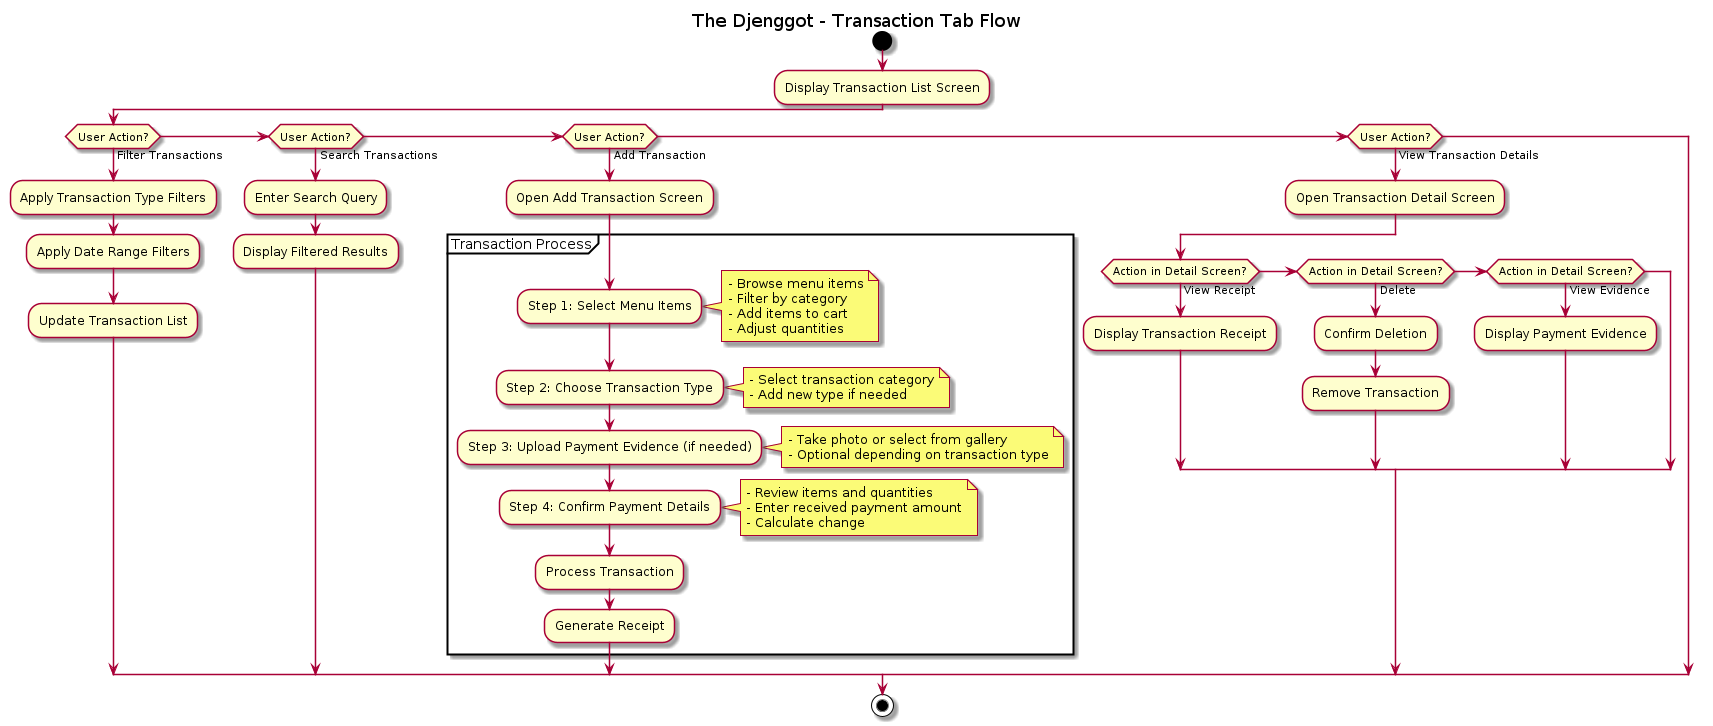 The Djenggot - Transaction Tab Flow
Display Transaction List Screen
User Action?
Filter Transactions
Apply Transaction Type Filters
Apply Date Range Filters
Update Transaction List
User Action?
Search Transactions
Enter Search Query
Display Filtered Results
User Action?
Add Transaction
Open Add Transaction Screen
Transaction Process
Step 1: Select Menu Items
- Browse menu items
- Filter by category
- Add items to cart
- Adjust quantities
Step 2: Choose Transaction Type
- Select transaction category
- Add new type if needed
Step 3: Upload Payment Evidence (if needed)
- Take photo or select from gallery
- Optional depending on transaction type
Step 4: Confirm Payment Details
- Review items and quantities
- Enter received payment amount
- Calculate change
Process Transaction
Generate Receipt
User Action?
View Transaction Details
Open Transaction Detail Screen
Action in Detail Screen?
View Receipt
Display Transaction Receipt
Action in Detail Screen?
Delete
Confirm Deletion
Remove Transaction
Action in Detail Screen?
View Evidence
Display Payment Evidence